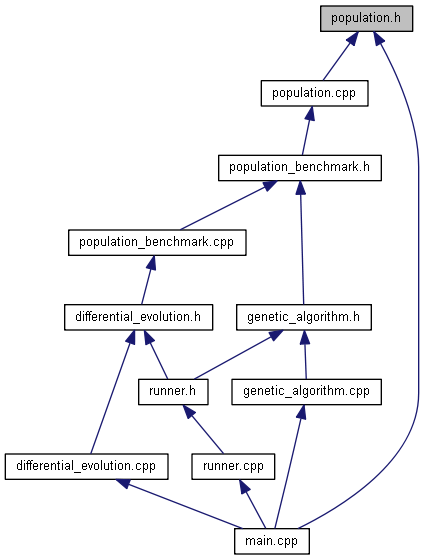 population.h
population.cpp
population_benchmark.h
population_benchmark.cpp
differential_evolution.h
genetic_algorithm.h
runner.h
genetic_algorithm.cpp
differential_evolution.cpp
runner.cpp
main.cpp